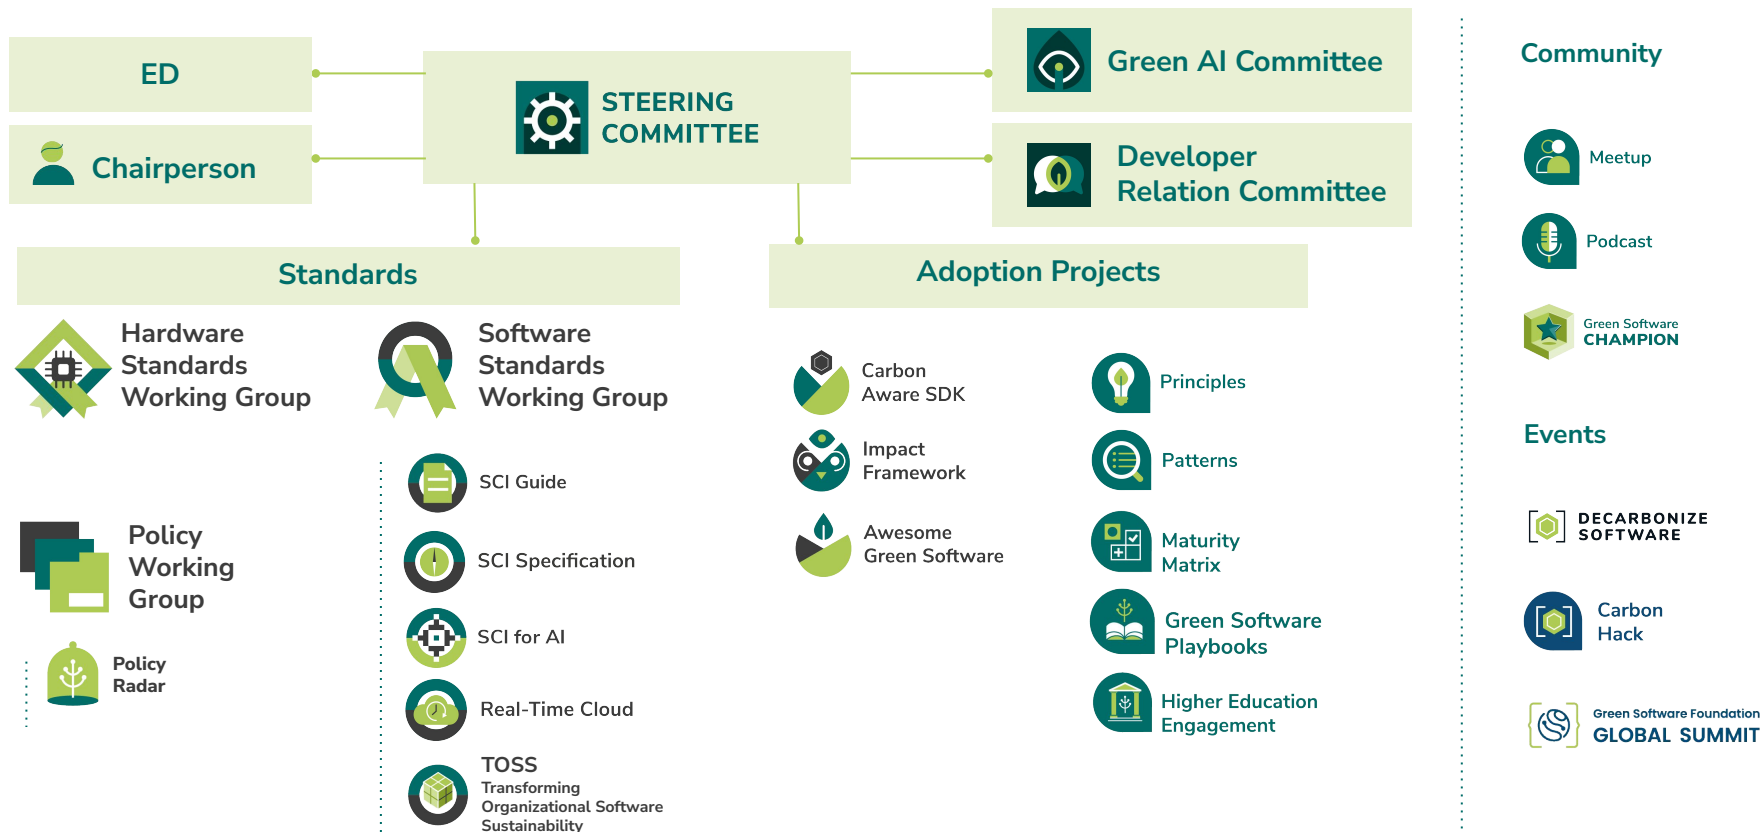 ED
Chairperson
STEERING
COMMITTEE
Green AI Committee
Developer
Relation Committee
Standards
Hardware
Standards
Working Group
Software
Standards
Working Group
Policy
Working
Group
Policy
Radar
SCI Guide
SCI Specification
SCI for AI
Real-Time Cloud
TOSS
Transforming
Organizational Software
Sustainability
Adoption Projects
Carbon
Aware SDK
Impact
Framework
Awesome
Green Software
Principles
Patterns
Maturity
Matrix
Green Software
Playbooks
Higher Education
Engagement
Community
Meetup
Podcast
Green Software
CHAMPION
Events
DECARBONIZE
SOFTWARE
Carbon
Hack
Green Software Foundation
GLOBAL SUMMIT